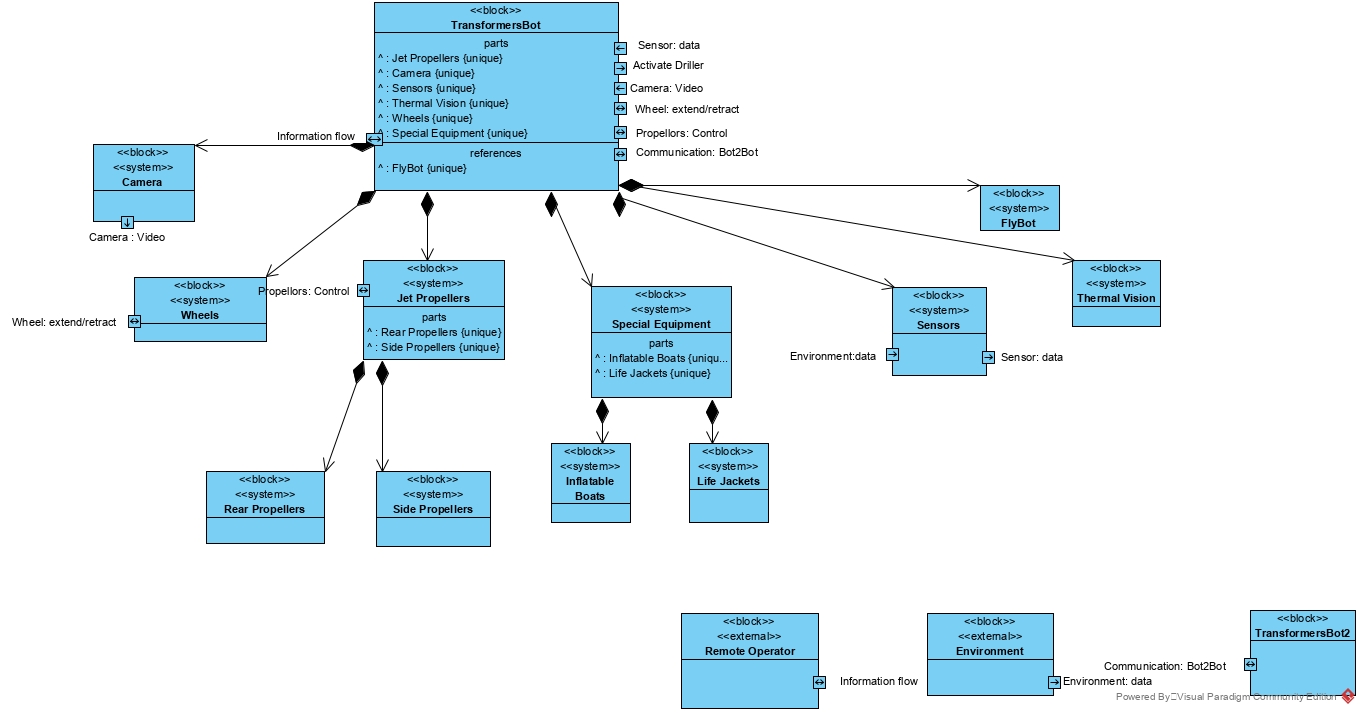 <<block>>
TransformersBot
parts
^ : Jet Propellers {unique}
^ : Camera {unique}
^ : Sensors {unique}
^ : Thermal Vision {unique}
^ : Wheels {unique}
^ : Special Equipment {unique}
references
^ : FlyBot {unique}
Sensor: data
Activate Driller
Camera: Video
Wheel: extend/retract
Propellors: Control
Communication: Bot2Bot
Information flow
<<block>>
<<system>>
Camera
Camera : Video
<<block>>
<<system>>
FlyBot
<<block>>
<<system>>
Wheels
Wheel: extend/retract
<<block>>
<<system>>
Jet Propellers
parts
^ : Rear Propellers {unique}
^ : Side Propellers {unique}
Propellors: Control
<<block>>
<<system>>
Special Equipment
parts
^ : Inflatable Boats {uniqu...
^ : Life Jackets {unique}
<<block>>
<<system>>
Sensors
Environment:data
Sensor: data
<<block>>
<<system>>
Thermal Vision
<<block>>
<<system>>
Rear Propellers
<<block>>
<<system>>
Side Propellers
<<block>>
<<system>>
Inflatable
Boats
<<block>>
<<system>>
Life Jackets
<<block>>
<<external>>
Remote Operator
Information flow
<<block>>
<<external>>
Environment
Environment: data
<<block>>
TransformersBot2
Communication: Bot2Bot
Powered By Visual Paradigm Community Edition